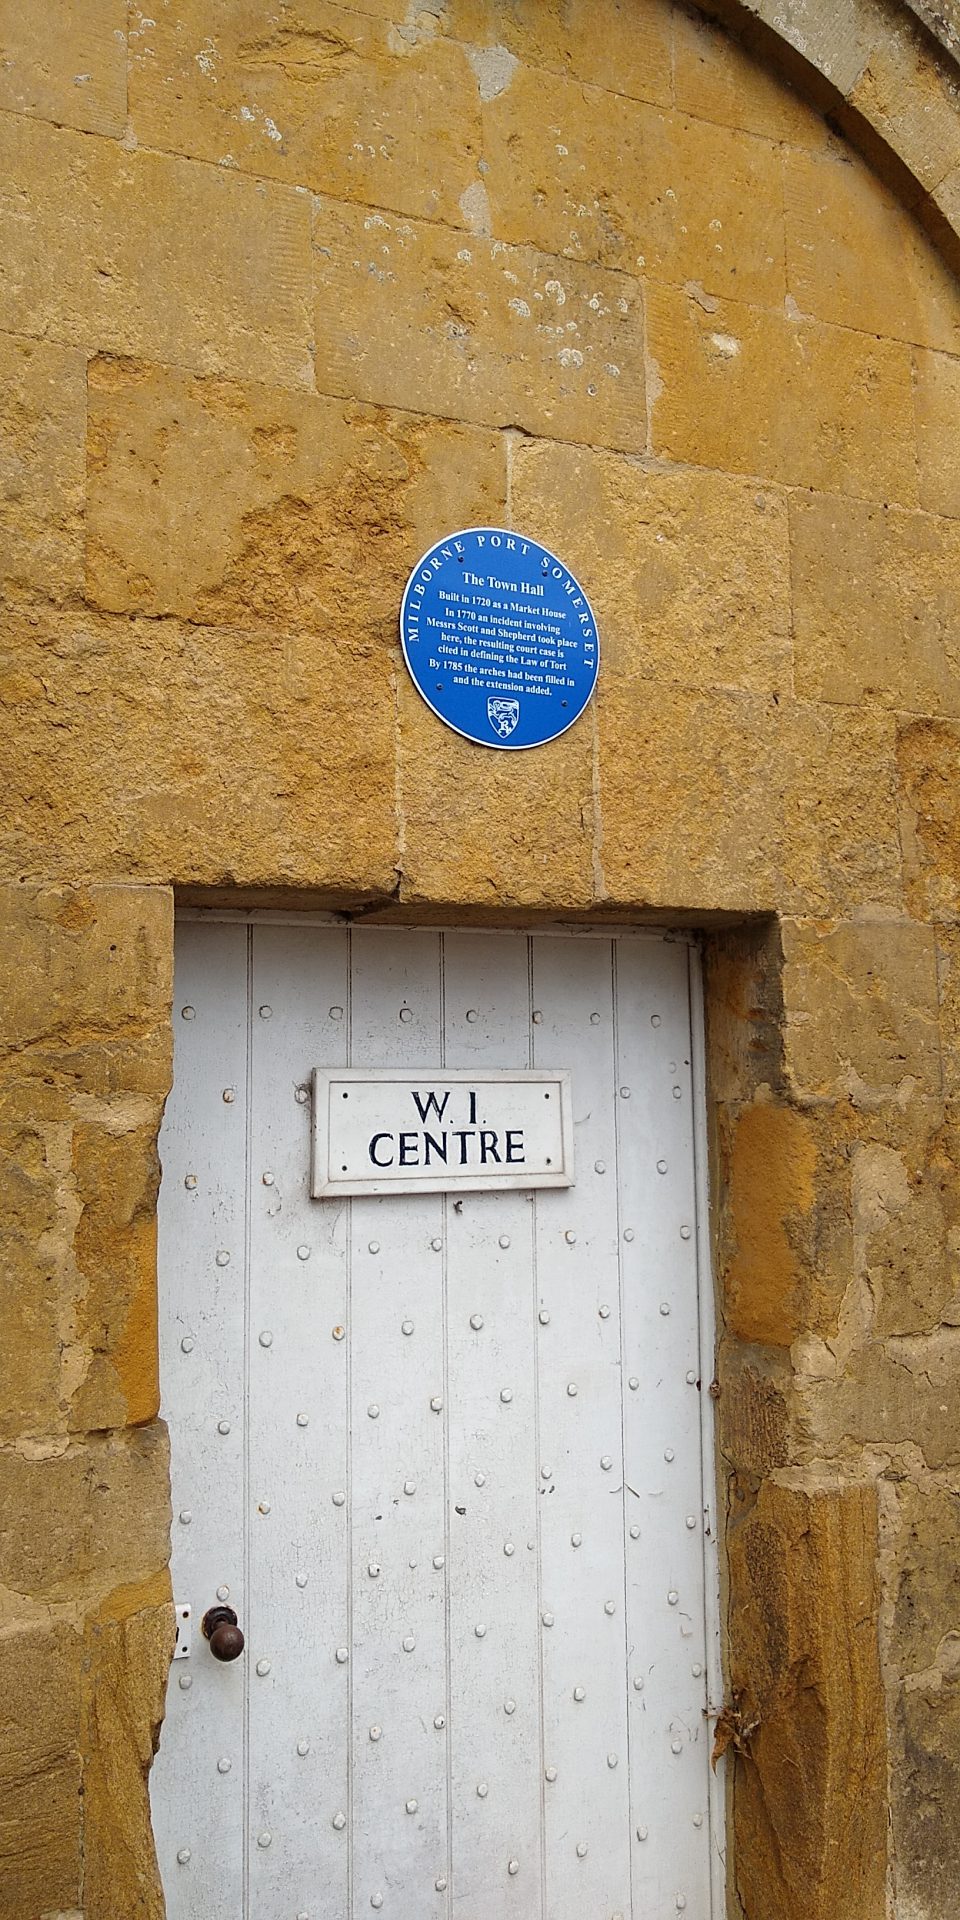 MILBORNE PORT SOMERSET
The Town Hall
Built in 1720 as a Market House
In 1770 an incident involving
Messrs Scott and Shepherd took place
here, the resulting court case is
cited in defining the Law of Tort
By 1785 the arches had been filled in
and the extension added.
W. I.
CENTRE